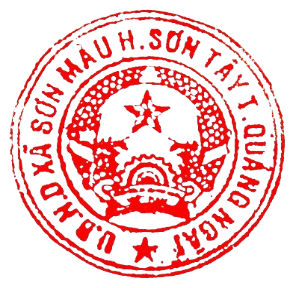 U.B.N.D XÃ SƠN MÀU H. SƠN TÂY T. QUẢNG NGÃI